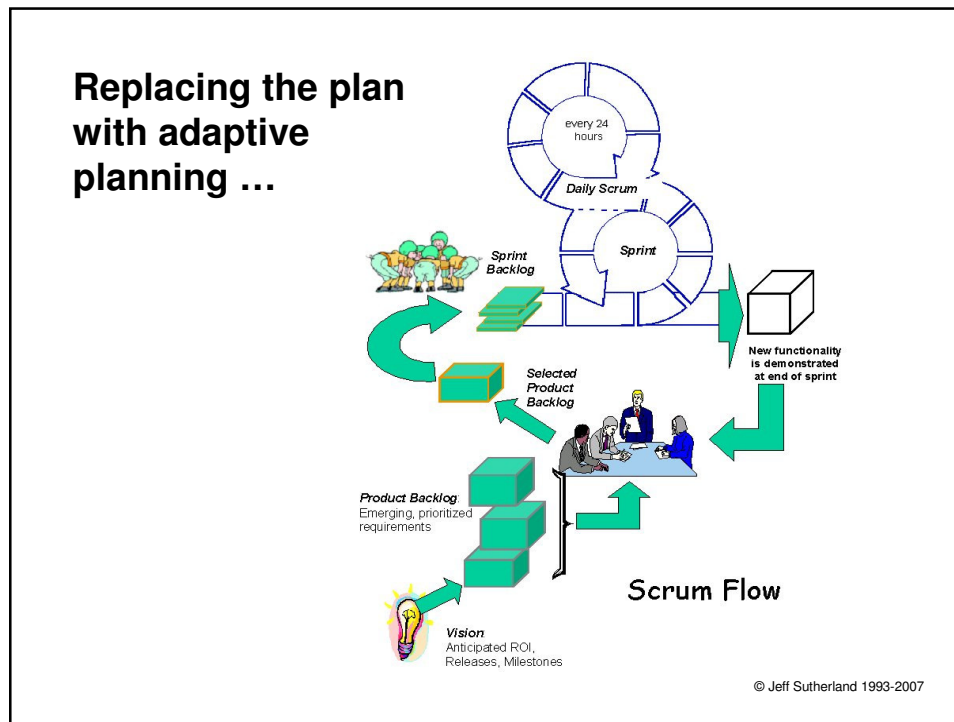 Replacing the plan
with adaptive
planning …
every 24
hours
Daily Scrum
Sprint
Sprint
Backlog
New functionality
is demonstrated
at end of sprint
Selected
Product
Backlog
Product Backlog:
Emerging, prioritized
requirements
Scrum Flow
Vision:
Anticipated ROI,
Releases, Milestones
© Jeff Sutherland 1993-2007